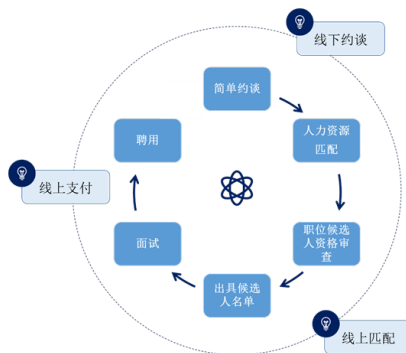 线下约谈
简单约谈
人力资源
匹配
聘用
线上支付
面试
职位候选
人资格审
查
出具候选
人名单
线上匹配